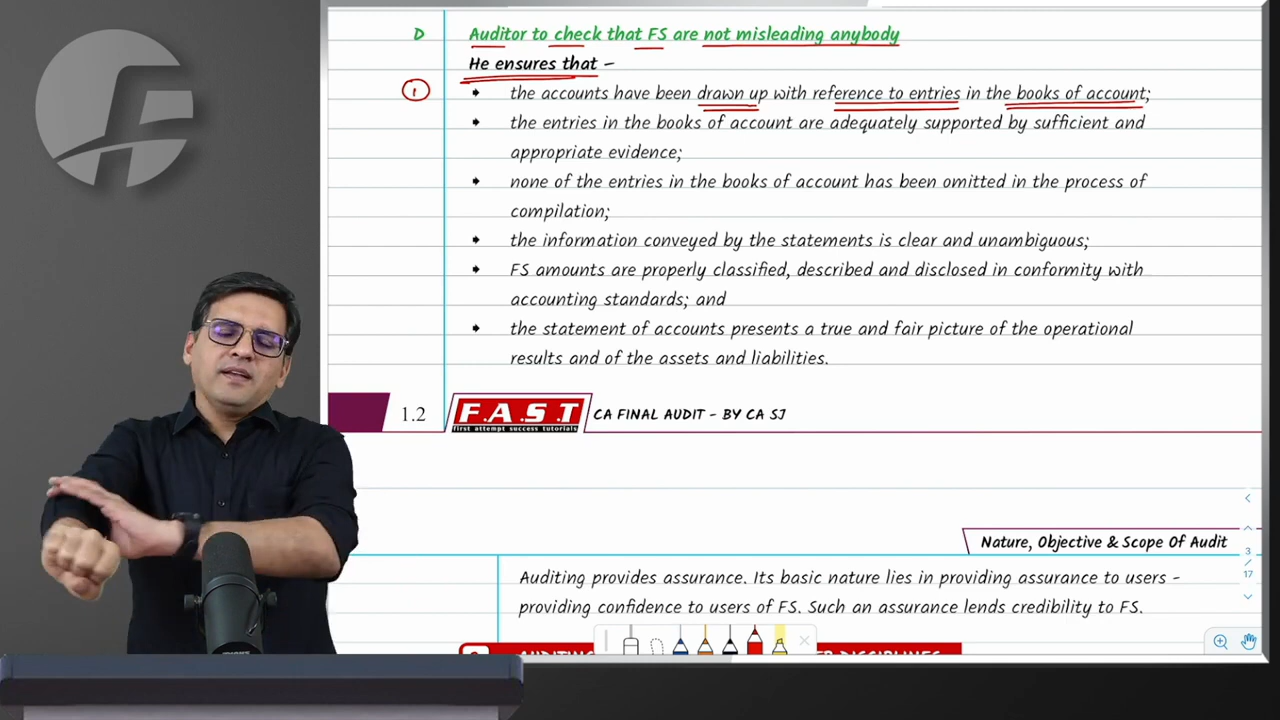 D Auditor to check that FS are not misleading anybody
He ensures that –
1 the accounts have been drawn up with reference to entries in the books of account;
the entries in the books of account are adequately supported by sufficient and
appropriate evidence;
none of the entries in the books of account has been omitted in the process of
compilation;
the information conveyed by the statements is clear and unambiguous;
FS amounts are properly classified, described and disclosed in conformity with
accounting standards; and
the statement of accounts presents a true and fair picture of the operational
results and of the assets and liabilities.
1.2 F.A.S.T CA FINAL AUDIT - BY CA SJ
first attempt success tutorials
Nature, Objective & Scope Of Audit
3
/
17
Auditing provides assurance. Its basic nature lies in providing assurance to users -
providing confidence to users of FS. Such an assurance lends credibility to FS.